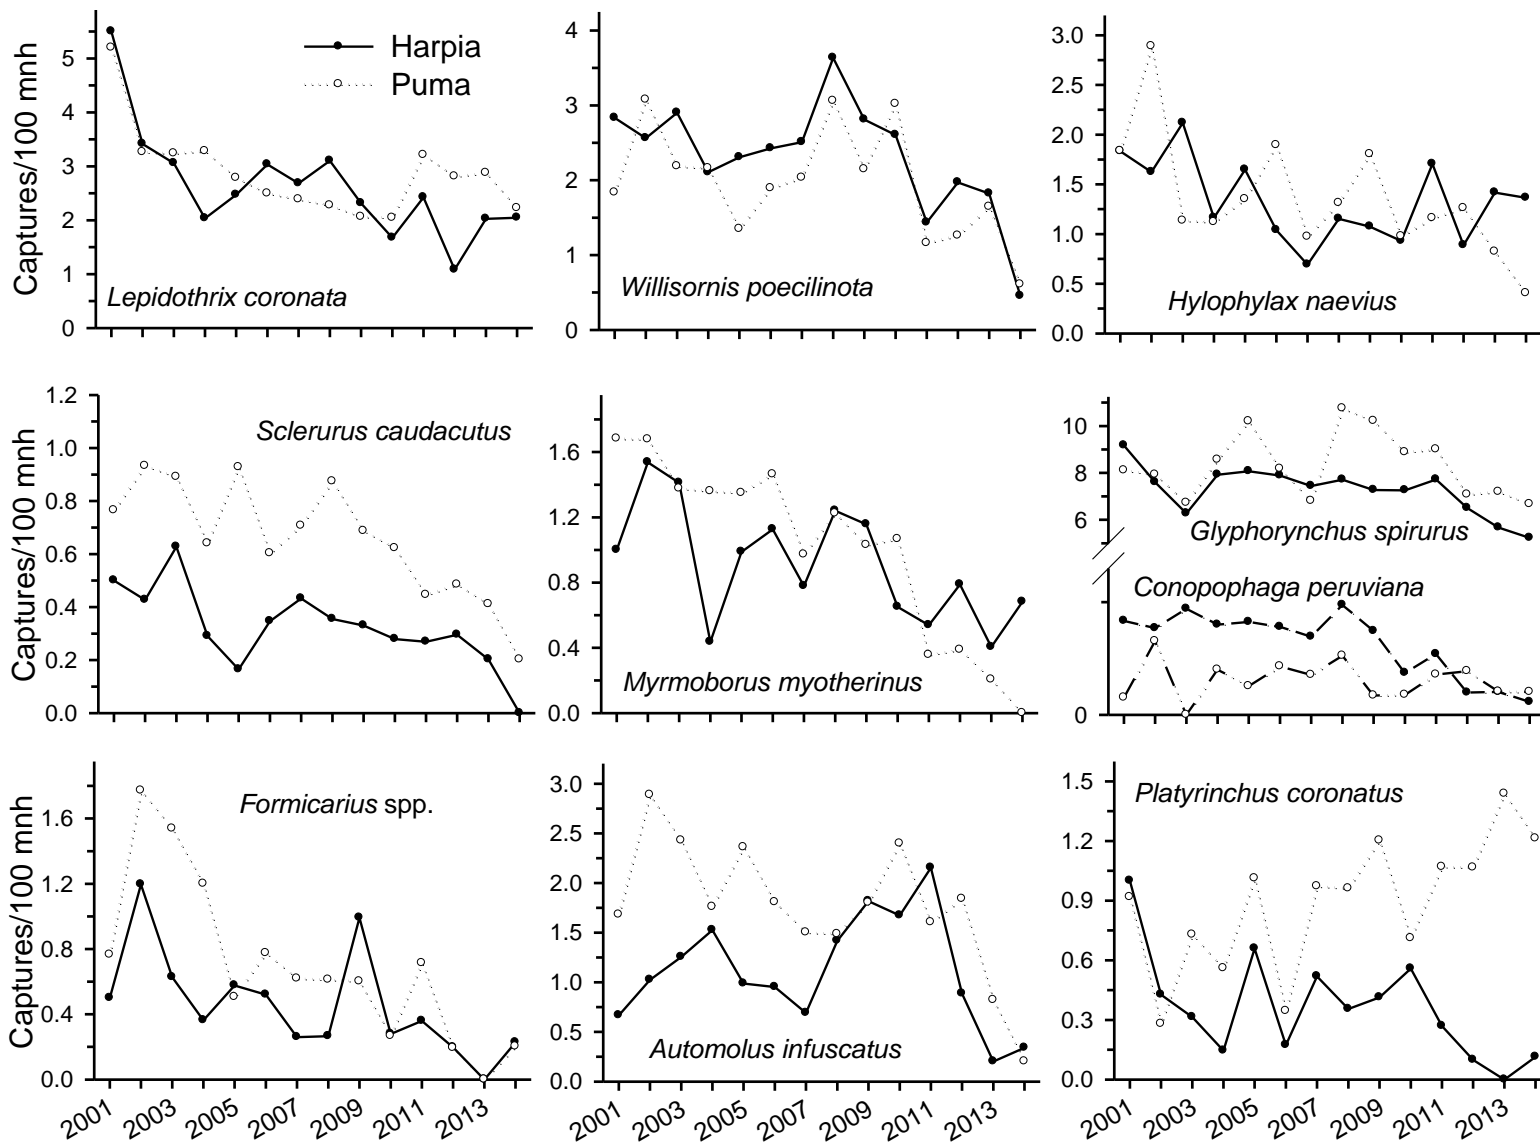 Captures/100 mnh
5
4
3
2
1
0
Harpia
Puma
Lepidothrix coronata
4
3
2
1
0
Willisornis poecilinota
3.0
2.5
2.0
1.5
1.0
0.5
0.0
Hylophylax naevius
Captures/100 mnh
1.2
1.0
0.8
0.6
0.4
0.2
0.0
Sclerurus caudacutus
1.6
1.2
0.8
0.4
0.0
Myrmoborus myotherinus
10
8
6
0
Glyphorynchus spirurus
Conopophaga peruviana
Captures/100 mnh
1.6
1.2
0.8
0.4
0.0
Formicarius spp.
2001 2003 2005 2007 2009 2011 2013
3.0
2.5
2.0
1.5
1.0
0.5
0.0
Automolus infuscatus
2001 2003 2005 2007 2009 2011 2013
1.5
1.2
0.9
0.6
0.3
0.0
Platyrinchus coronatus
2001 2003 2005 2007 2009 2011 2013